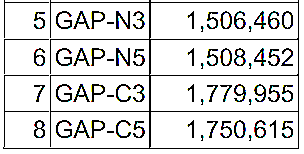 5 GAP-N3 1,506,460
6 GAP-N5 1,508,452
7 GAP-C3 1,779,955
8 GAP-C5 1,750,615